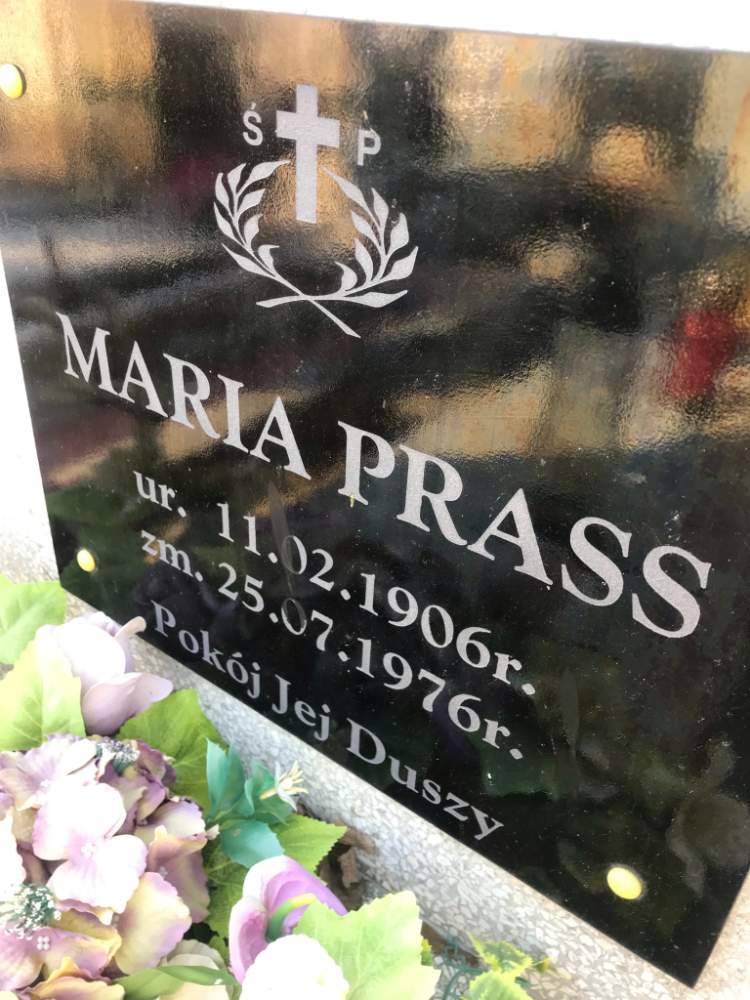 Ś P
MARIA PRASS
ur. 11.02.1906r.
zm. 25.07.1976r.
Pokój Jej Duszy